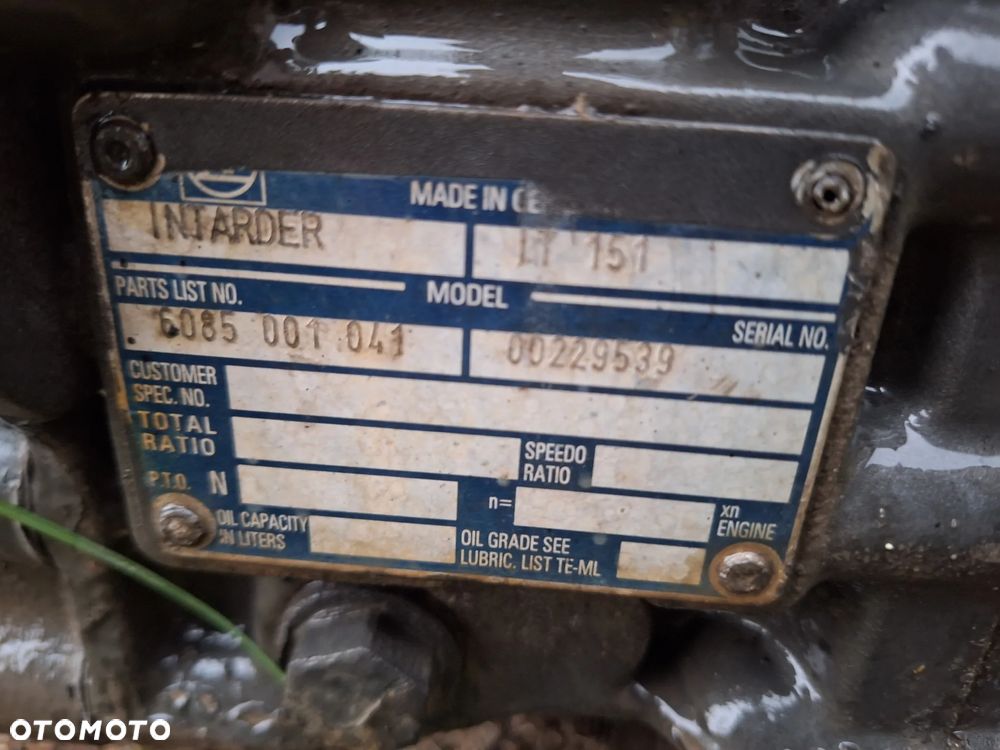 MADE IN GE
INTARDER IT 151
PARTS LIST NO. MODEL SERIAL NO.
6085 001 041 00229539
CUSTOMER
SPEC. NO.
TOTAL
RATIO
SPEEDO
RATIO
P.T.O. N n= xn
ENGINE
OIL CAPACITY
IN LITERS
OIL GRADE SEE
LUBRIC. LIST TE-ML
OTOMOTO